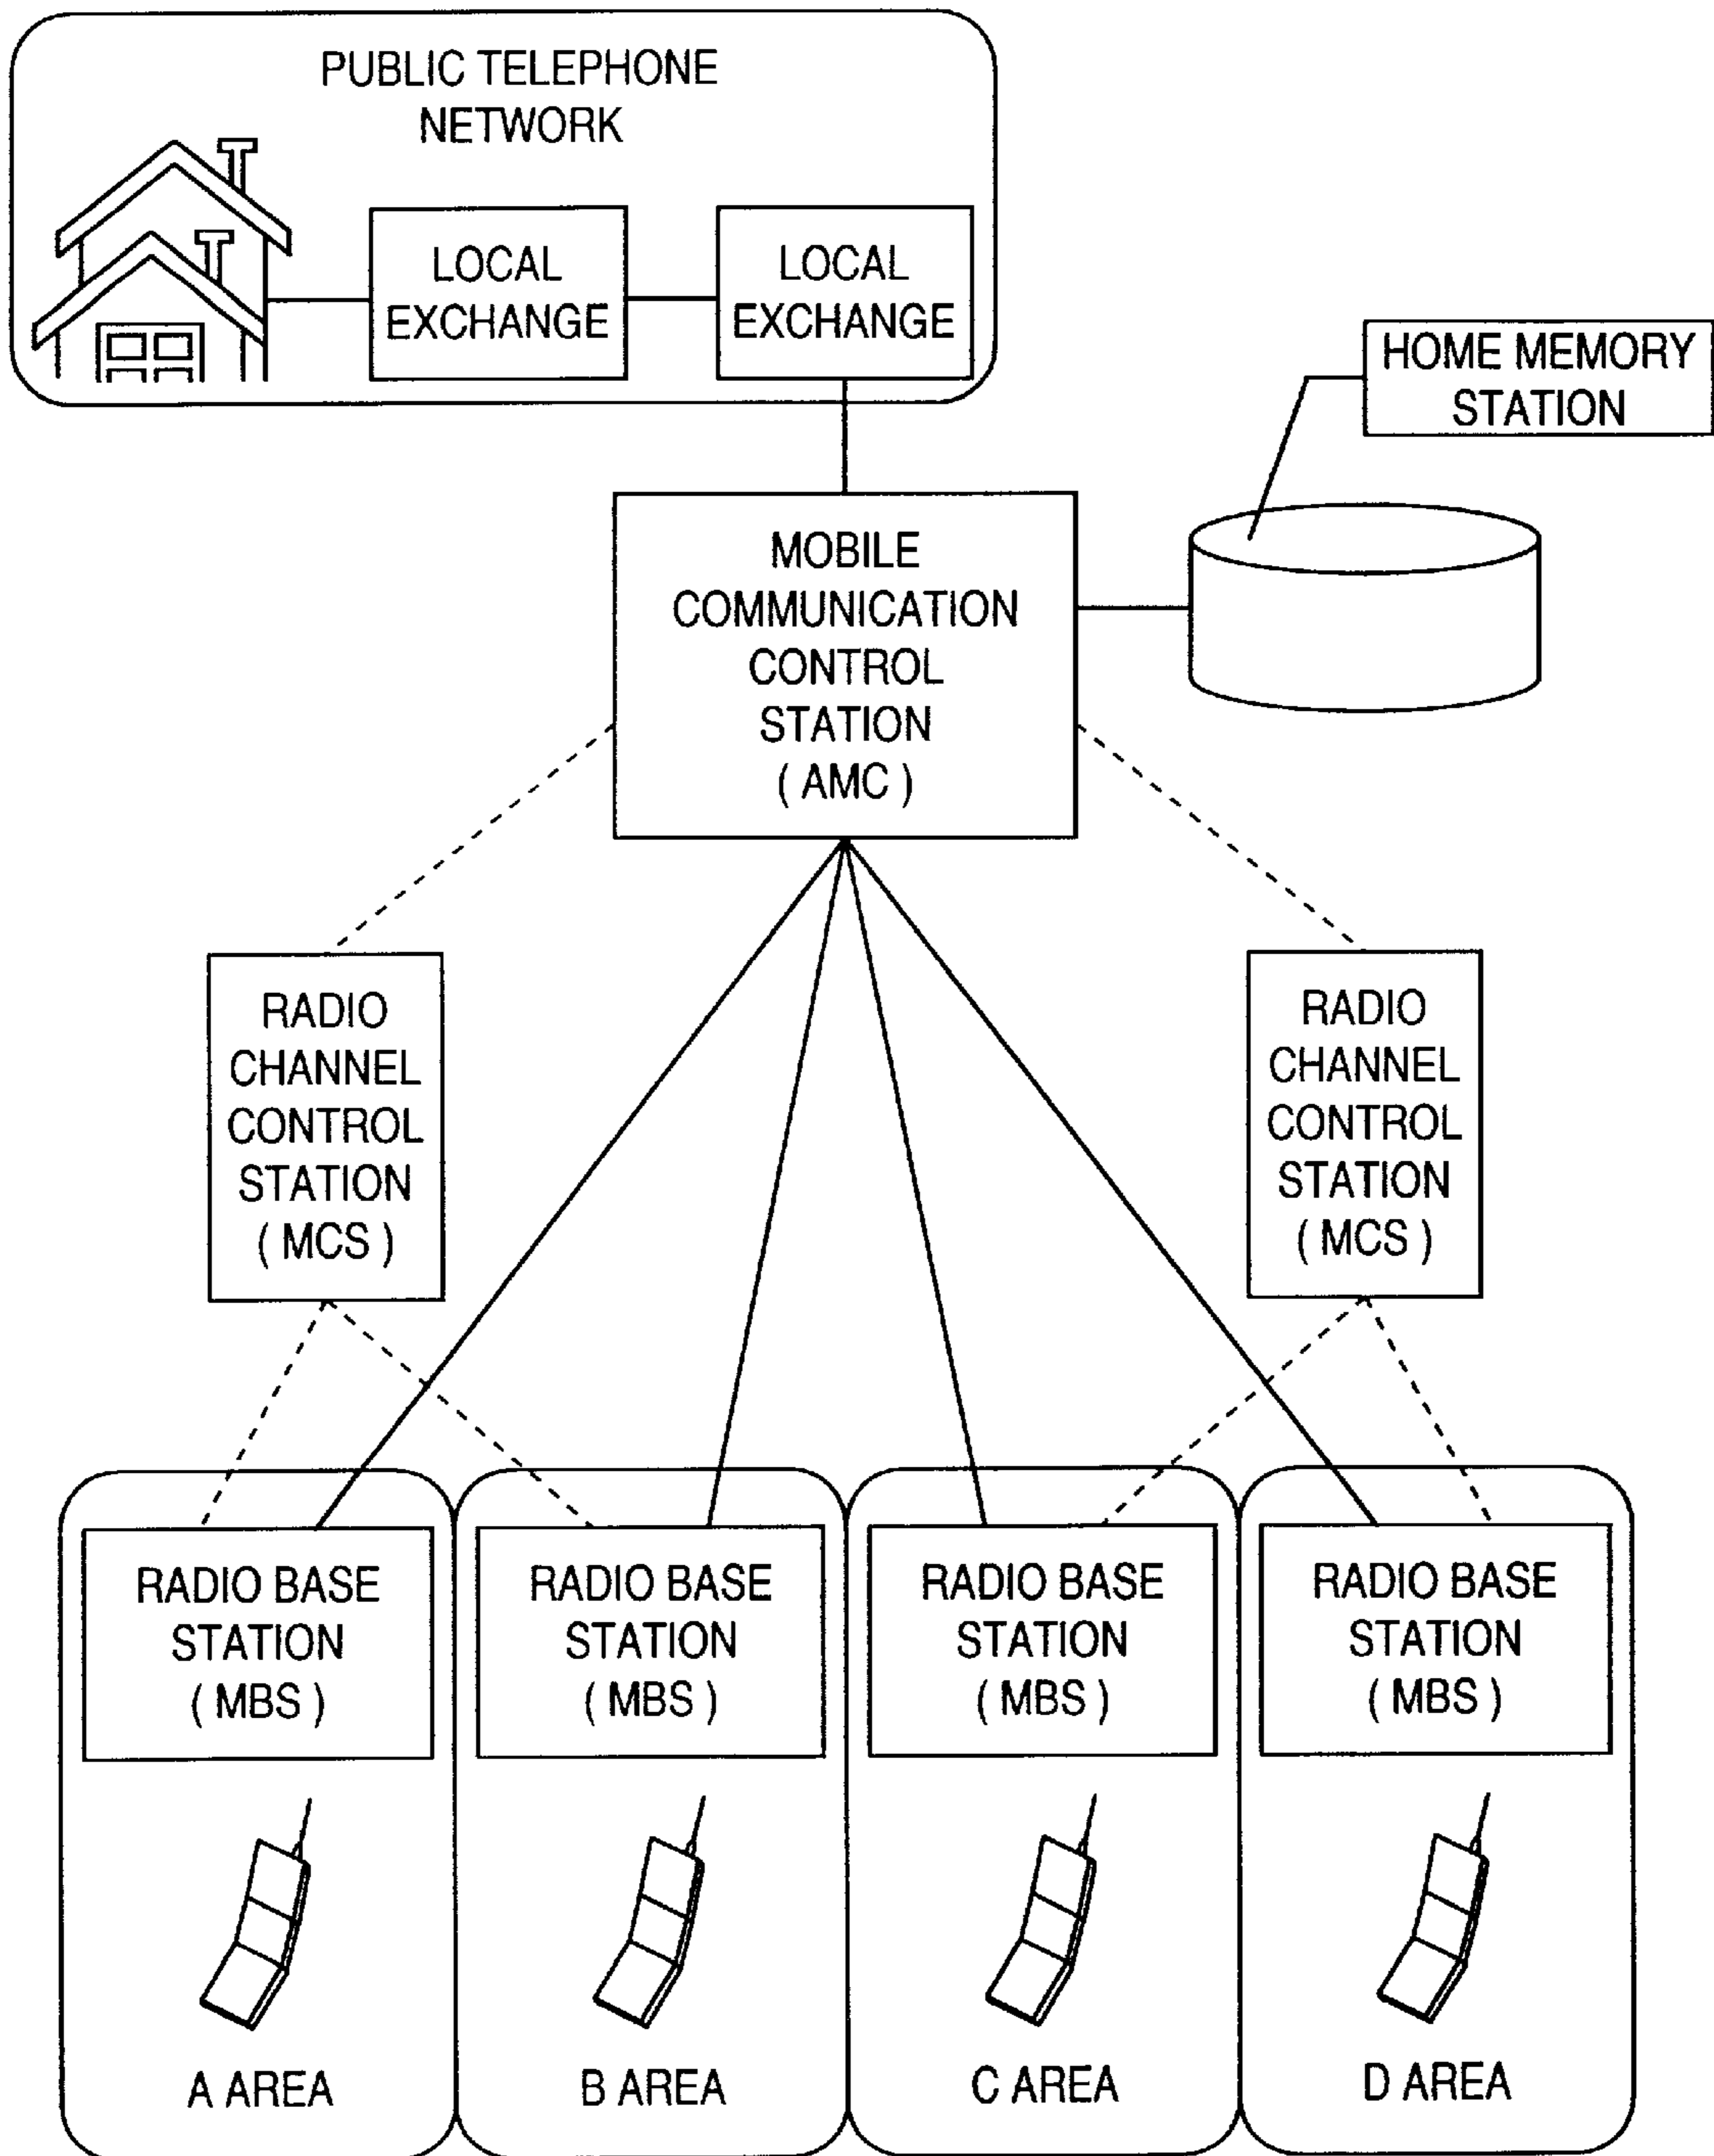 PUBLIC TELEPHONE
NETWORK
LOCAL
EXCHANGE
LOCAL
EXCHANGE
HOME MEMORY
STATION
MOBILE
COMMUNICATION
CONTROL
STATION
( AMC )
RADIO
CHANNEL
CONTROL
STATION
( MCS )
RADIO
CHANNEL
CONTROL
STATION
( MCS )
RADIO BASE
STATION
( MBS )
RADIO BASE
STATION
( MBS )
RADIO BASE
STATION
( MBS )
RADIO BASE
STATION
( MBS )
A AREA
B AREA
C AREA
D AREA